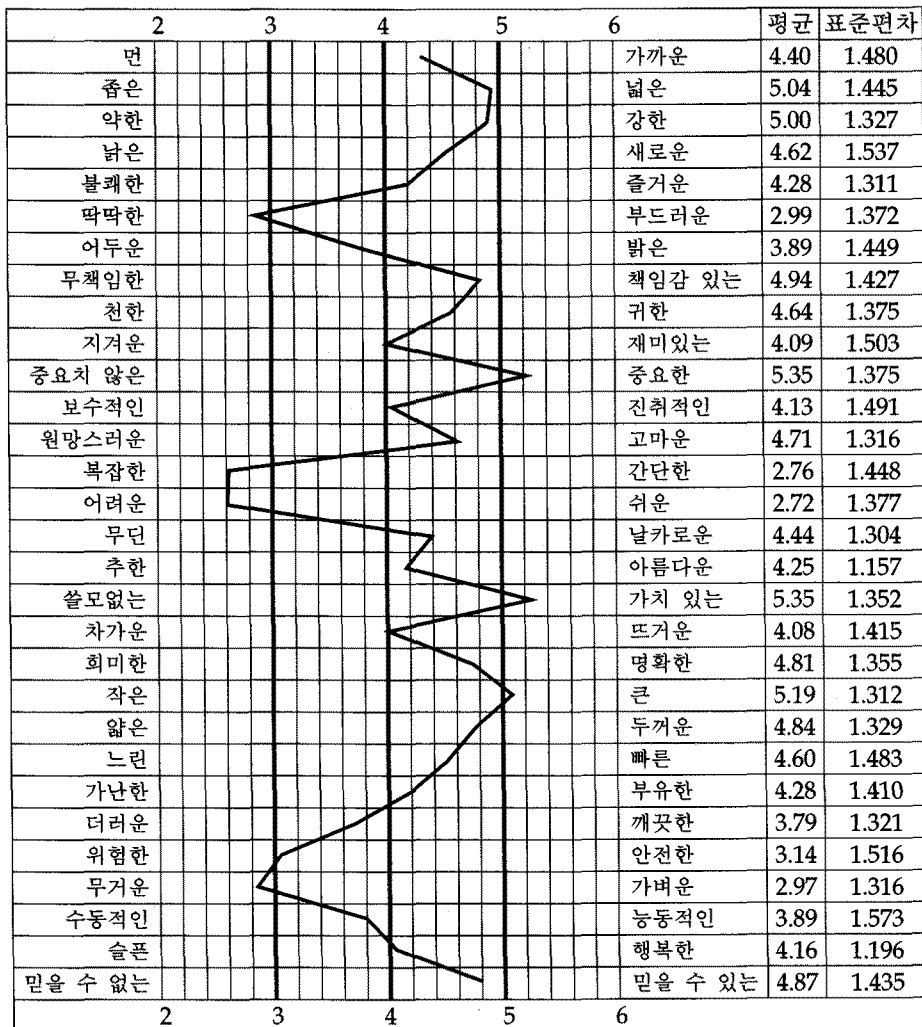 2 3 4 5 6 평균 표준편차
먼 가까운 4.40 1.480
좁은 넓은 5.04 1.445
약한 강한 5.00 1.327
낡은 새로운 4.62 1.537
불쾌한 즐거운 4.28 1.311
딱딱한 부드러운 2.99 1.372
어두운 밝은 3.89 1.449
무책임한 책임감 있는 4.94 1.427
천한 귀한 4.64 1.375
지겨운 재미있는 4.09 1.503
중요치 않은 중요한 5.35 1.375
보수적인 진취적인 4.13 1.491
원망스러운 고마운 4.71 1.316
복잡한 간단한 2.76 1.448
어려운 쉬운 2.72 1.377
무딘 날카로운 4.44 1.304
추한 아름다운 4.25 1.157
쓸모없는 가치 있는 5.35 1.352
차가운 뜨거운 4.08 1.415
희미한 명확한 4.81 1.355
작은 큰 5.19 1.312
얇은 두꺼운 4.84 1.329
느린 빠른 4.60 1.483
가난한 부유한 4.28 1.410
더러운 깨끗한 3.79 1.321
위험한 안전한 3.14 1.516
무거운 가벼운 2.97 1.316
수동적인 능동적인 3.89 1.573
슬픈 행복한 4.16 1.196
믿을 수 없는 믿을 수 있는 4.87 1.435
2 3 4 5 6